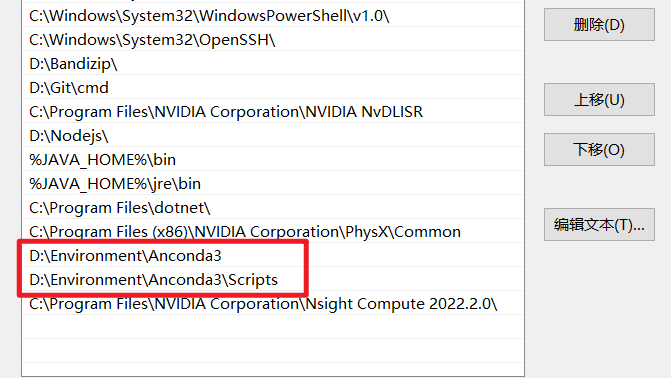 C:\Windows\System32\WindowsPowerShell\v1.0\
C:\Windows\System32\OpenSSH\
D:\Bandizip\
D:\Git\cmd
C:\Program Files\NVIDIA Corporation\NVIDIA NvDLISR
D:\Nodejs\
%JAVA_HOME%\bin
%JAVA_HOME%\jre\bin
C:\Program Files\dotnet\
C:\Program Files (x86)\NVIDIA Corporation\PhysX\Common
D:\Environment\Anconda3
D:\Environment\Anconda3\Scripts
C:\Program Files\NVIDIA Corporation\Nsight Compute 2022.2.0\
删除(D)
上移(U)
下移(O)
编辑文本(T)...